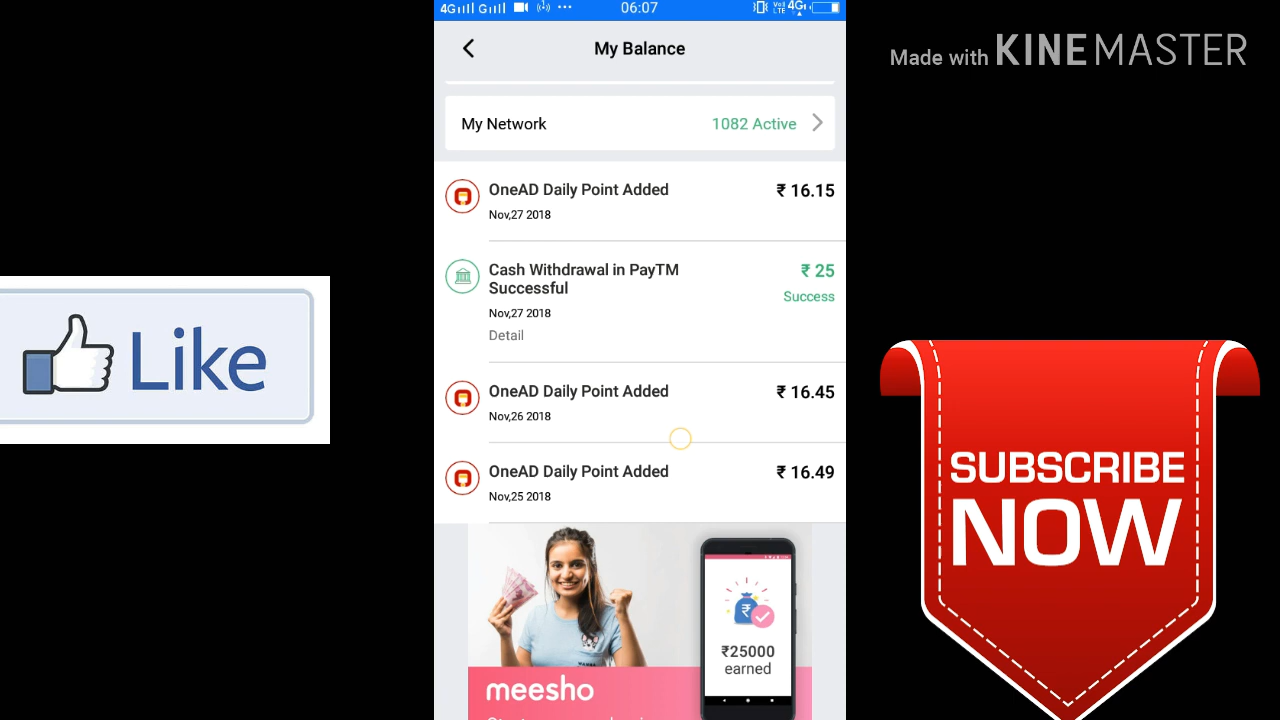 4G G 06:07 4G
VoLTE
My Balance
Made with KINEMASTER
My Network 1082 Active
OneAD Daily Point Added ₹ 16.15
Nov,27 2018
Cash Withdrawal in PayTM ₹ 25
Successful Success
Nov,27 2018
Detail
OneAD Daily Point Added ₹ 16.45
Nov,26 2018
OneAD Daily Point Added ₹ 16.49
Nov,25 2018
Like
SUBSCRIBE
NOW
₹25000
earned
meesho